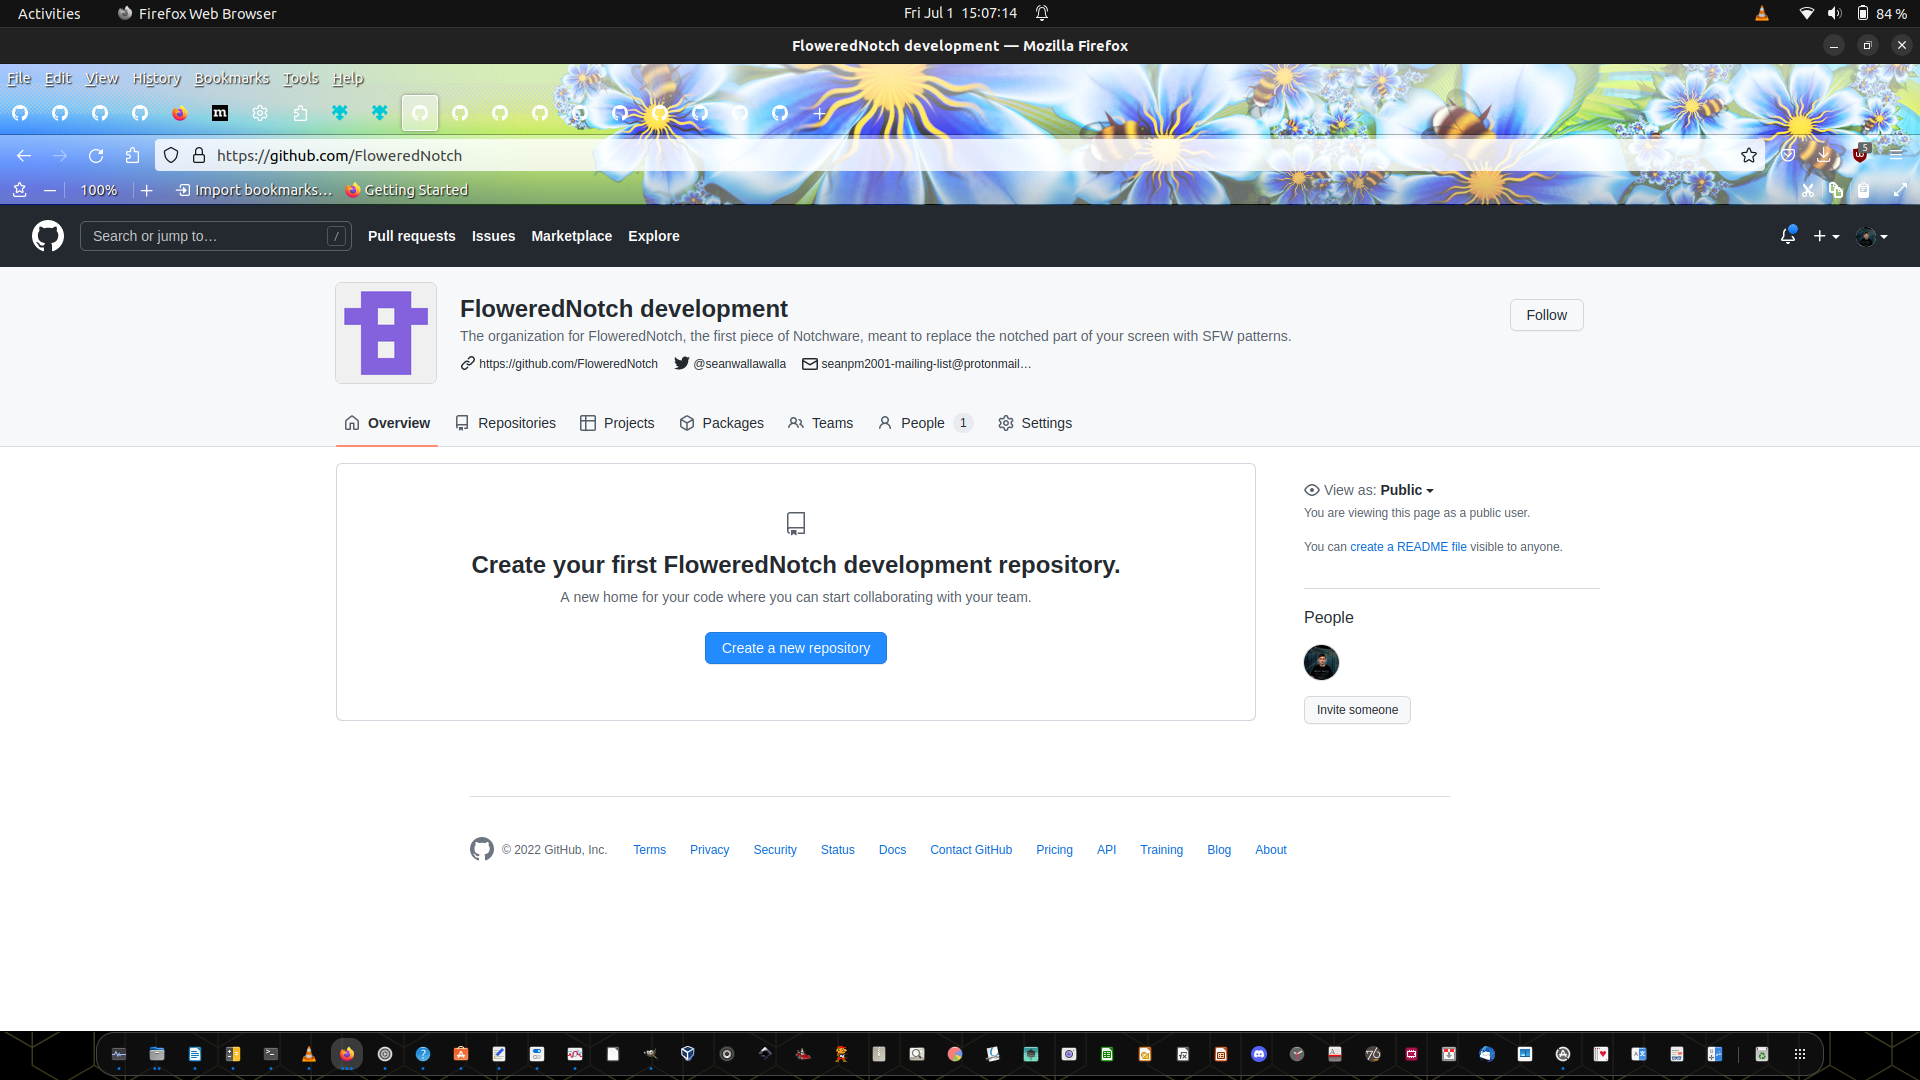 Activities Firefox Web Browser Fri Jul 1 15:07:14 84 %
FloweredNotch development — Mozilla Firefox
File Edit View History Bookmarks Tools Help
m
https://github.com/FloweredNotch 5
100% Import bookmarks... Getting Started
Search or jump to... / Pull requests Issues Marketplace Explore
FloweredNotch development
The organization for FloweredNotch, the first piece of Notchware, meant to replace the notched part of your screen with SFW patterns.
Follow
https://github.com/FloweredNotch @seanwallawalla seanpm2001-mailing-list@protonmail...
Overview Repositories Projects Packages Teams People 1 Settings
Create your first FloweredNotch development repository.
A new home for your code where you can start collaborating with your team.
Create a new repository
View as: Public
You are viewing this page as a public user.
You can create a README file visible to anyone.
People
Invite someone
© 2022 GitHub, Inc. Terms Privacy Security Status Docs Contact GitHub Pricing API Training Blog About